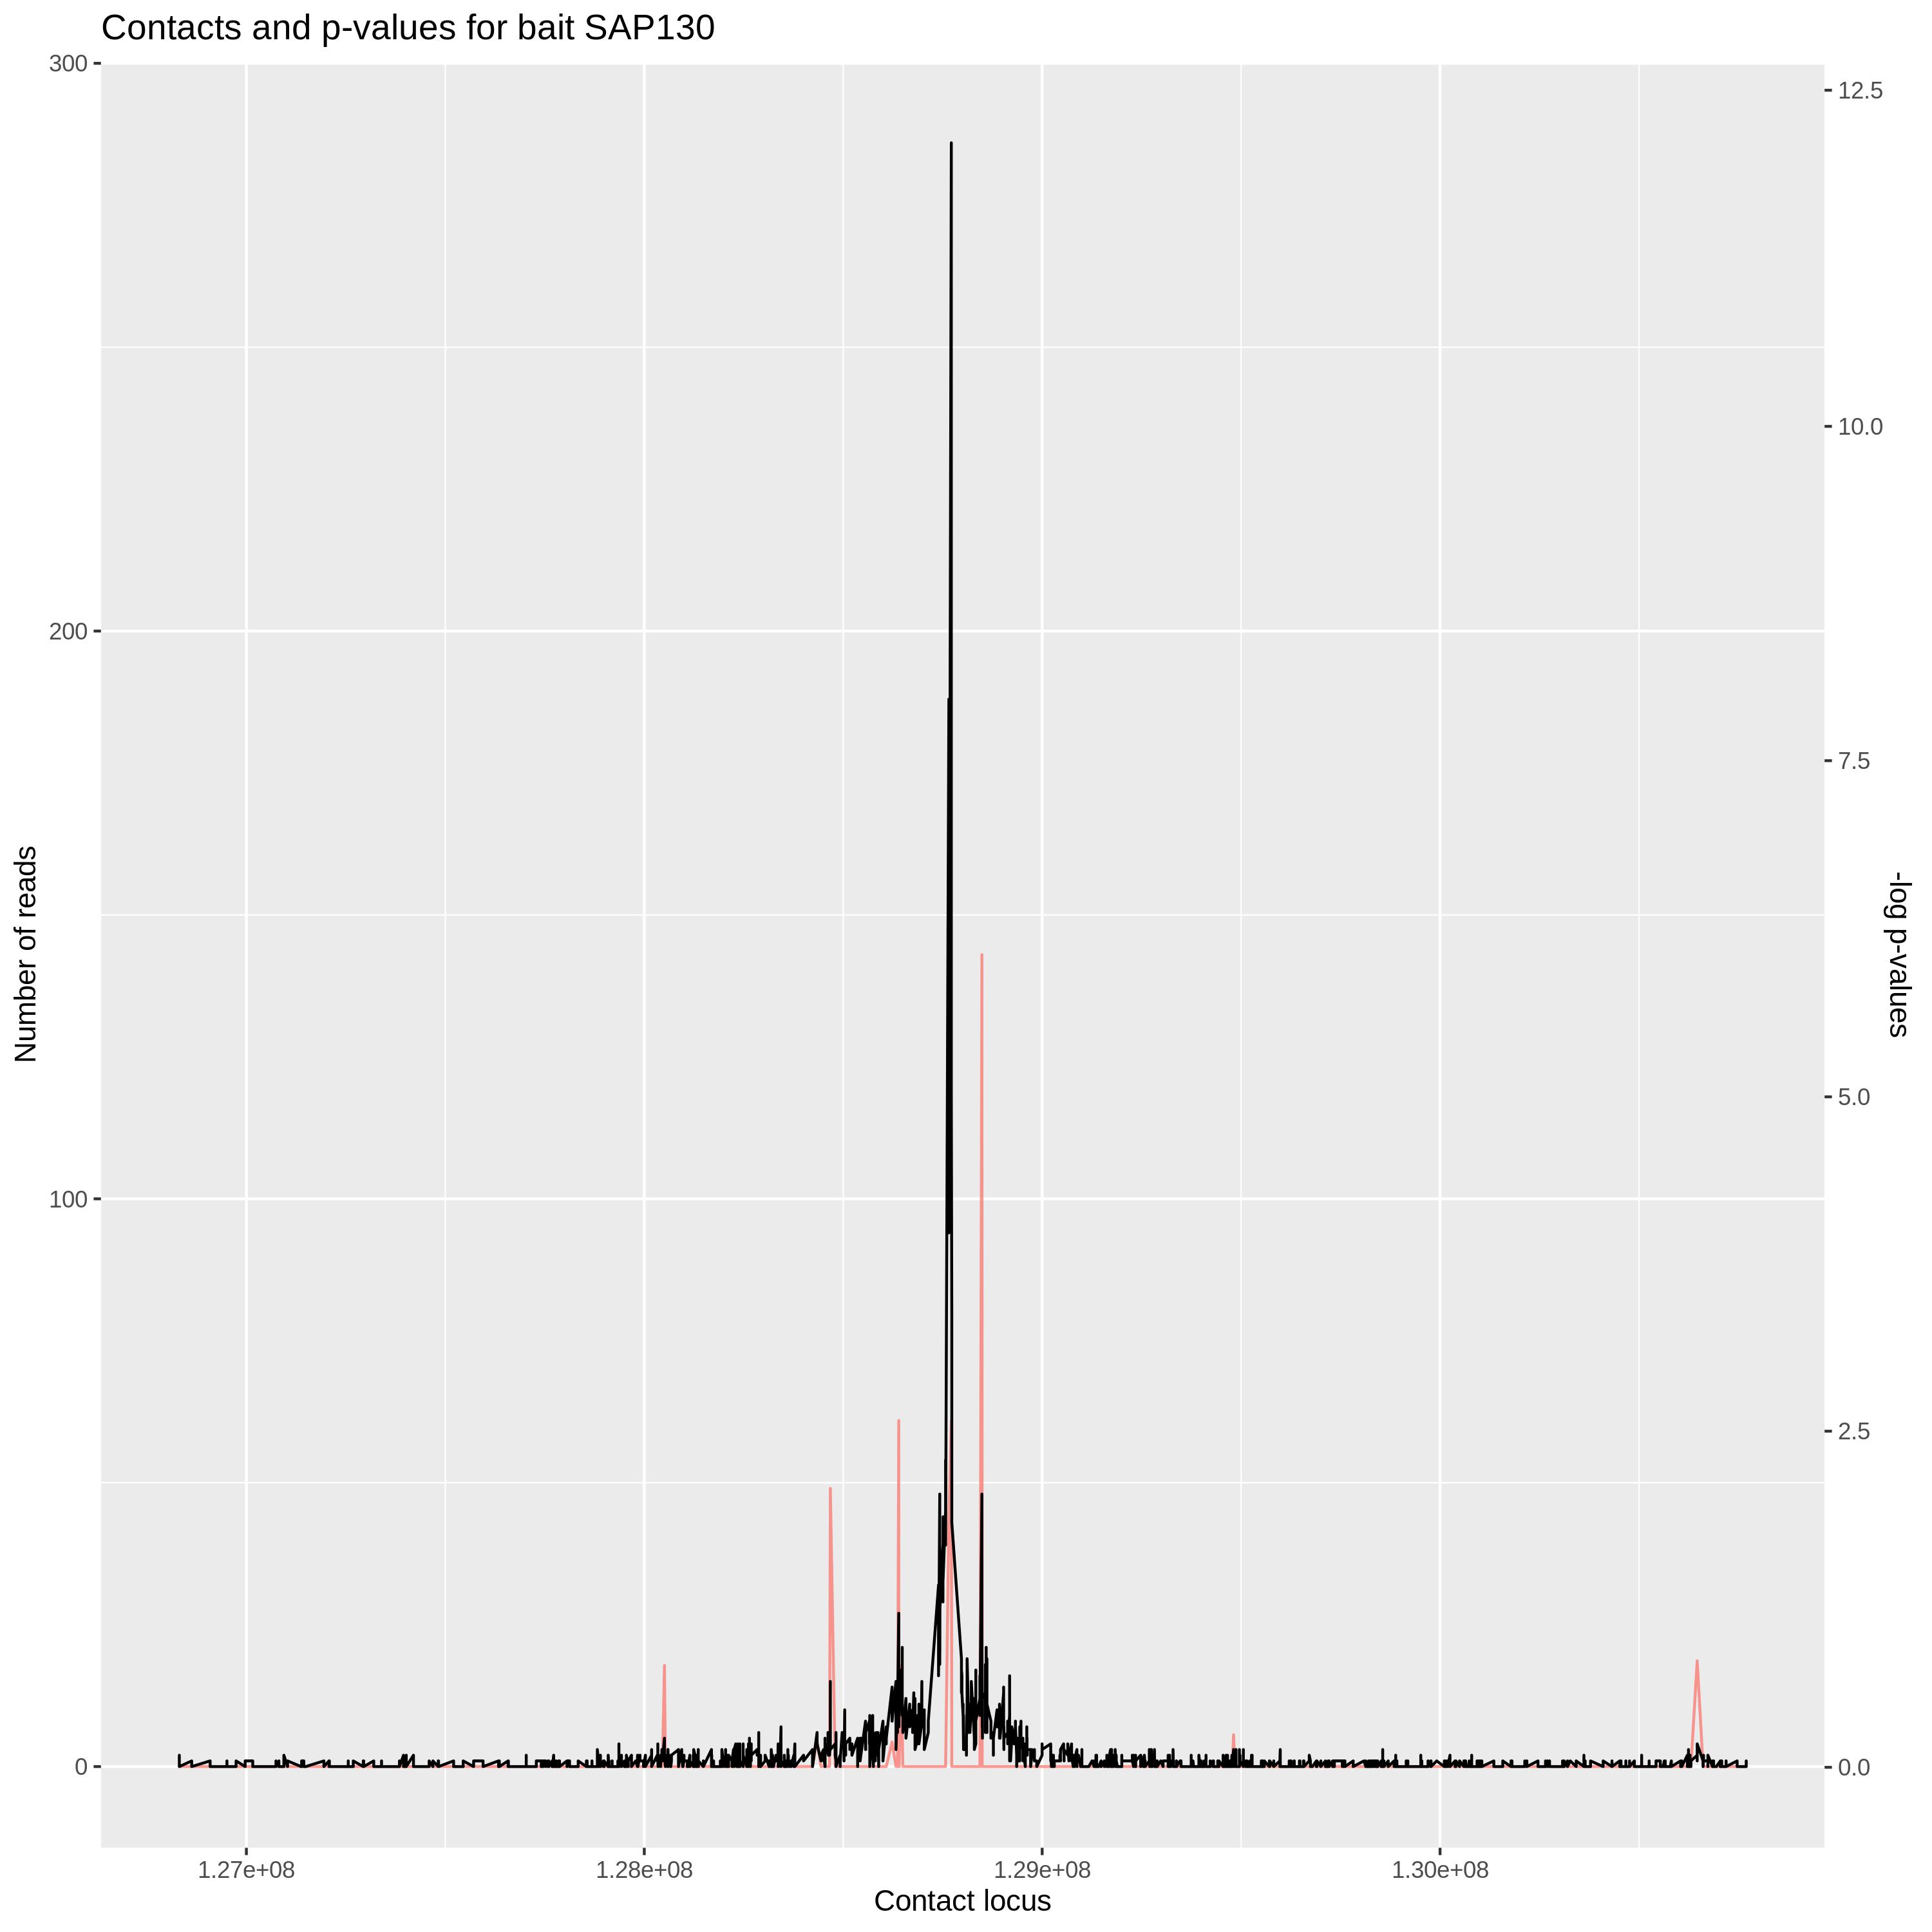 Contacts and p-values for bait SAP130
300
200
100
0
Number of reads
12.5
10.0
7.5
5.0
2.5
0.0
-log p-values
1.27e+08
1.28e+08
1.29e+08
1.30e+08
Contact locus